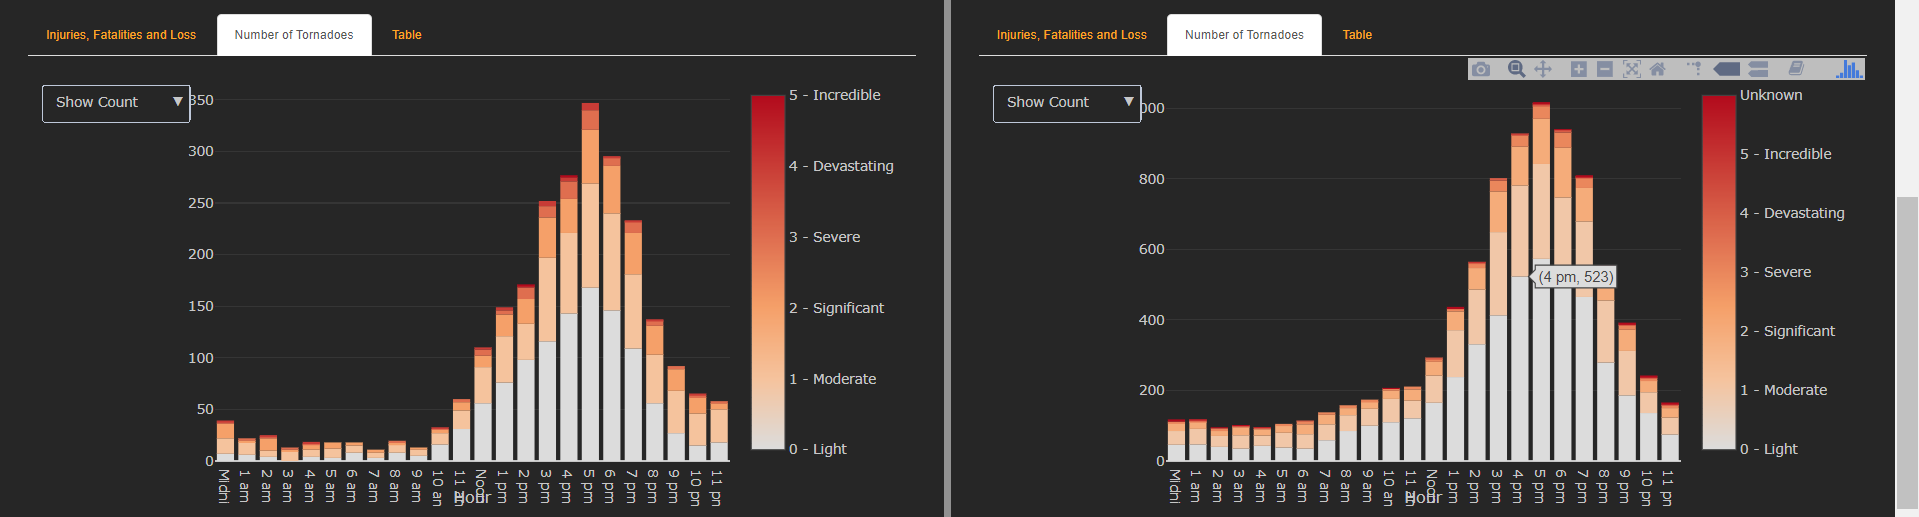 Injuries, Fatalities and Loss
Number of Tornadoes
Table
Show Count ▼
350
300
250
200
150
100
50
0
Midni
1 am
2 am
3 am
4 am
5 am
6 am
7 am
8 am
9 am
10 am
11 am
Noon
1 pm
2 pm
3 pm
4 pm
5 pm
6 pm
7 pm
8 pm
9 pm
10 pm
11 pm
Hour
5 - Incredible
4 - Devastating
3 - Severe
2 - Significant
1 - Moderate
0 - Light
Injuries, Fatalities and Loss
Number of Tornadoes
Table
Show Count ▼
000
800
600
400
200
0
(4 pm, 523)
Midni
1 am
2 am
3 am
4 am
5 am
6 am
7 am
8 am
9 am
10 am
11 am
Noon
1 pm
2 pm
3 pm
4 pm
5 pm
6 pm
7 pm
8 pm
9 pm
10 pm
11 pm
Hour
Unknown
5 - Incredible
4 - Devastating
3 - Severe
2 - Significant
1 - Moderate
0 - Light